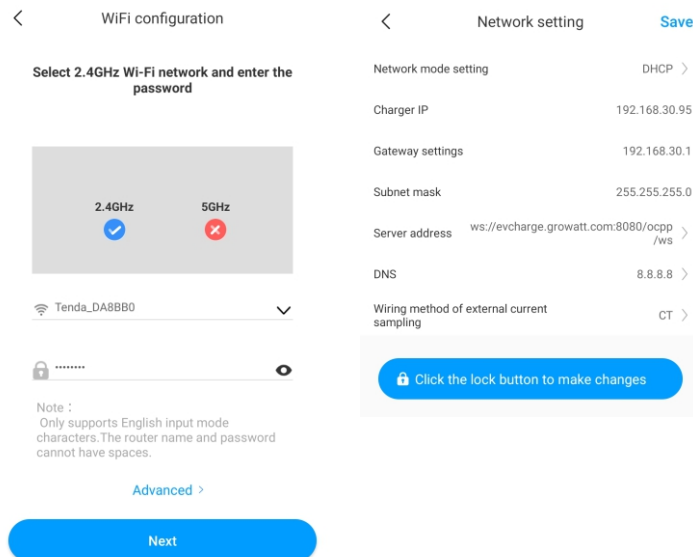 WiFi configuration
Select 2.4GHz Wi-Fi network and enter the
password
2.4GHz
5GHz
Tenda_DA8BB0
········
Note：
Only supports English input mode
characters.The router name and password
cannot have spaces.
Advanced >
Next
Network setting
Save
Network mode setting
DHCP >
Charger IP
192.168.30.95
Gateway settings
192.168.30.1
Subnet mask
255.255.255.0
Server address
ws://evcharge.growatt.com:8080/ocpp
/ws >
DNS
8.8.8.8 >
Wiring method of external current
sampling
CT >
Click the lock button to make changes